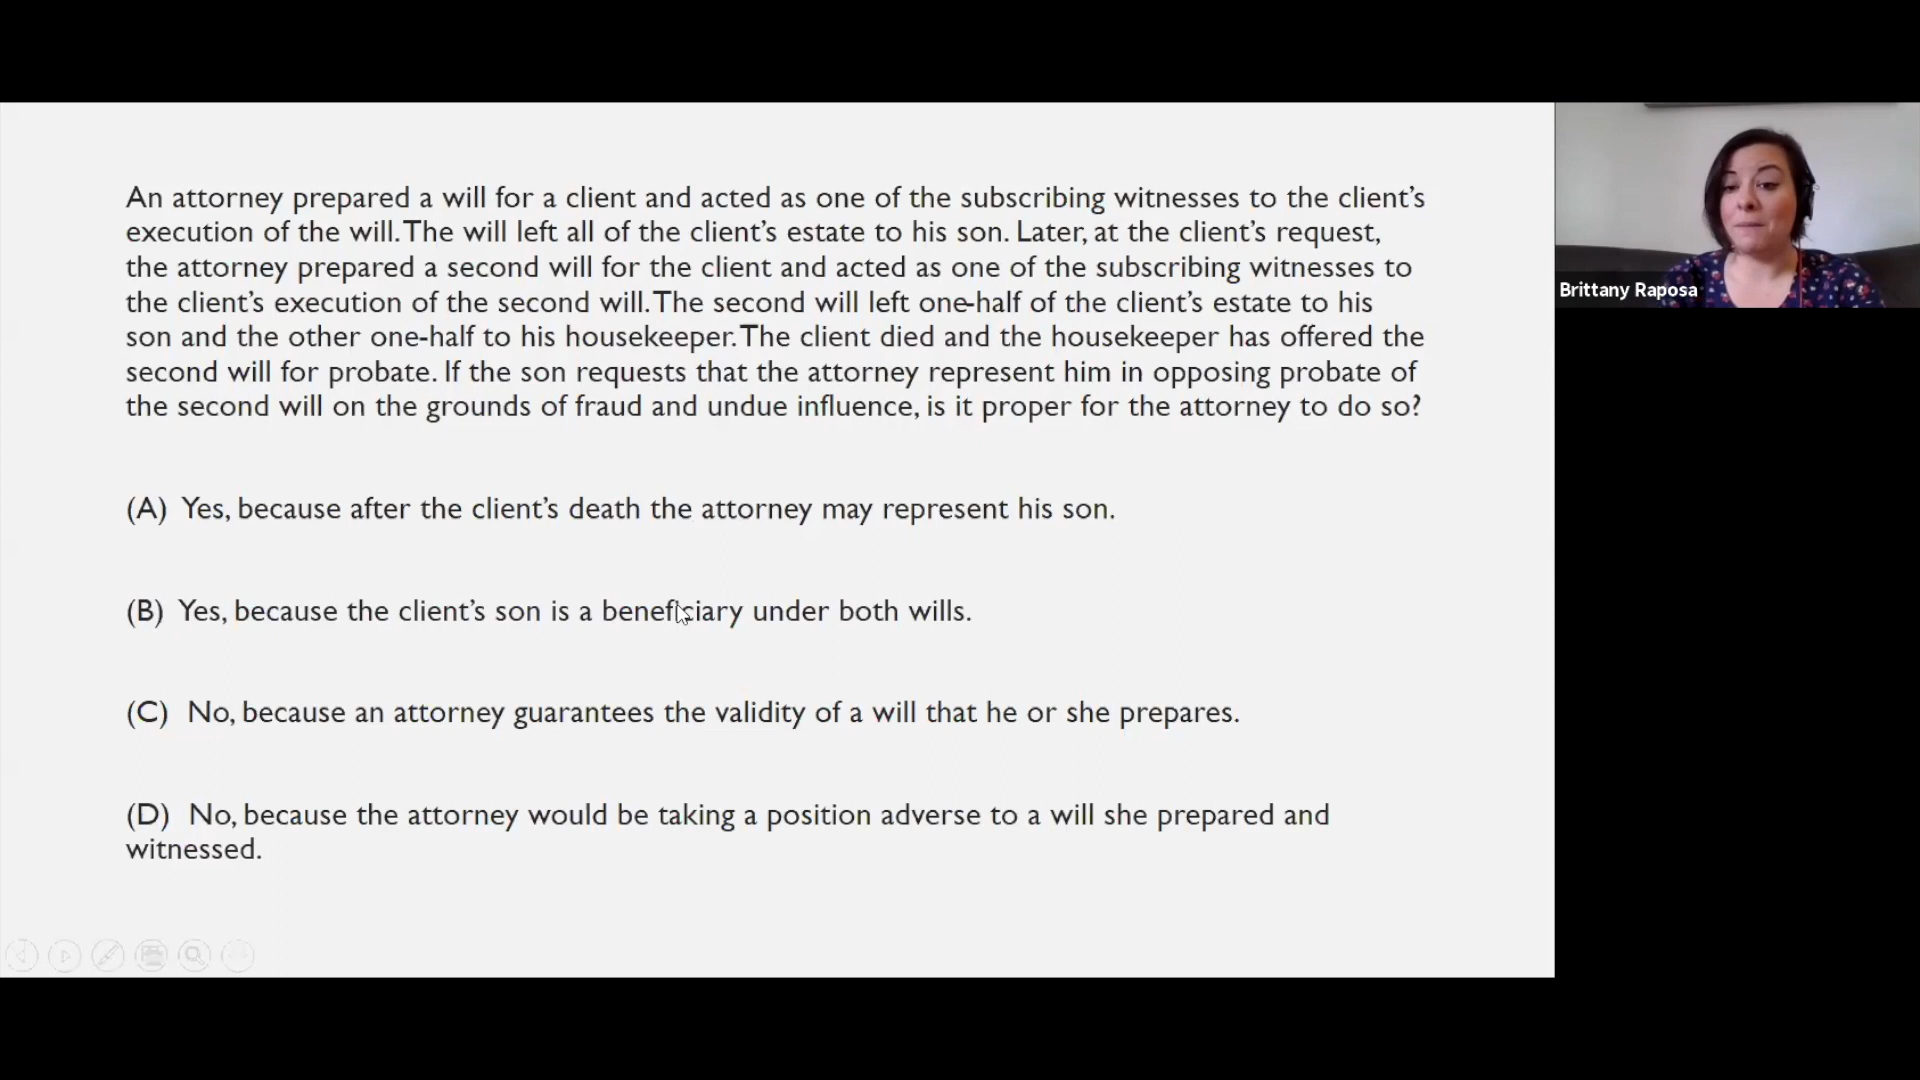 An attorney prepared a will for a client and acted as one of the subscribing witnesses to the client’s
execution of the will. The will left all of the client’s estate to his son. Later, at the client’s request,
the attorney prepared a second will for the client and acted as one of the subscribing witnesses to
the client’s execution of the second will. The second will left one-half of the client’s estate to his
son and the other one-half to his housekeeper. The client died and the housekeeper has offered the
second will for probate. If the son requests that the attorney represent him in opposing probate of
the second will on the grounds of fraud and undue influence, is it proper for the attorney to do so?
(A) Yes, because after the client’s death the attorney may represent his son.
(B) Yes, because the client’s son is a beneficiary under both wills.
(C) No, because an attorney guarantees the validity of a will that he or she prepares.
(D) No, because the attorney would be taking a position adverse to a will she prepared and
witnessed.
Brittany Raposa